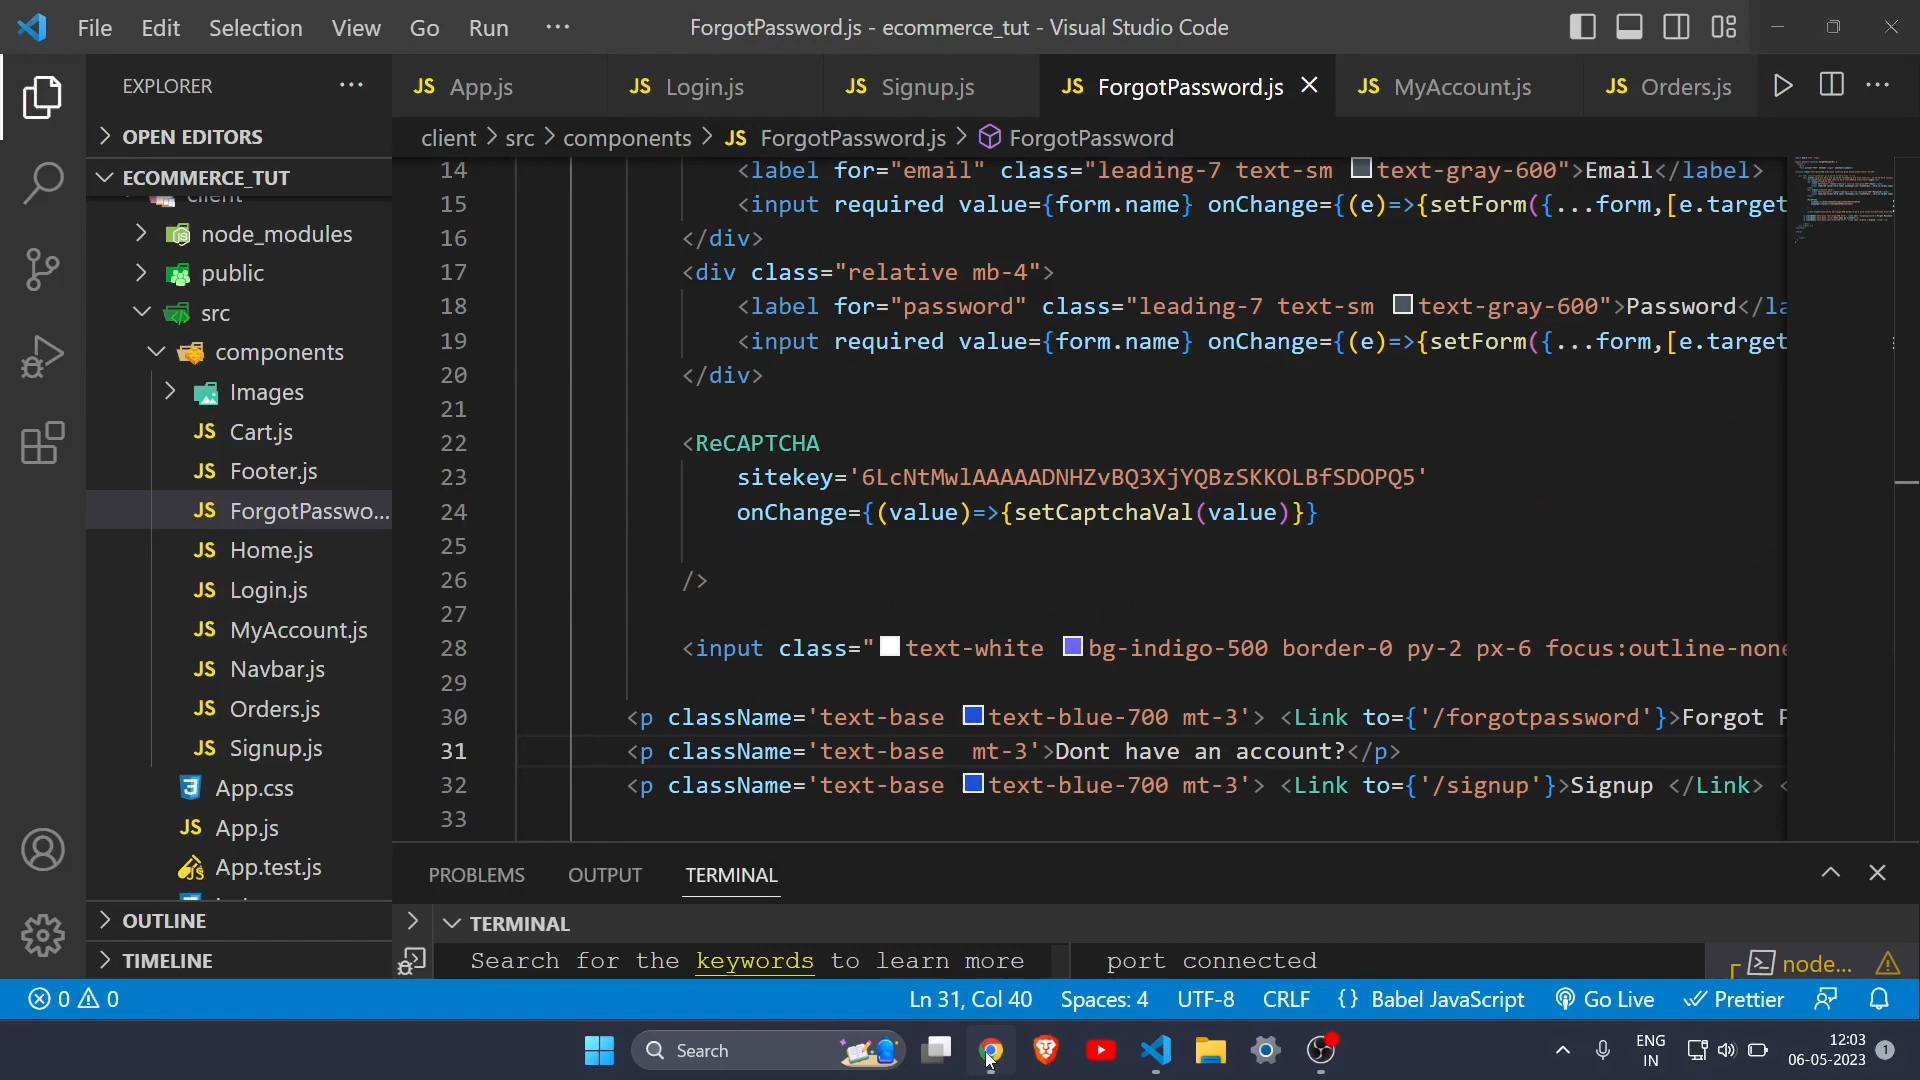 File Edit Selection View Go Run ··· ForgotPassword.js - ecommerce_tut - Visual Studio Code
EXPLORER ···
JS App.js JS Login.js JS Signup.js JS ForgotPassword.js JS MyAccount.js JS Orders.js ···
OPEN EDITORS
client > src > components > JS ForgotPassword.js > ForgotPassword
ECOMMERCE_TUT
client
node_modules
public
src
components
Images
JS Cart.js
JS Footer.js
JS ForgotPasswo...
JS Home.js
JS Login.js
JS MyAccount.js
JS Navbar.js
JS Orders.js
JS Signup.js
App.css
JS App.js
App.test.js
OUTLINE
TIMELINE
14 <label for="email" class="leading-7 text-sm text-gray-600">Email</label>
15 <input required value={form.name} onChange={(e)=>{setForm({...form,[e.target
16 </div>
17 <div class="relative mb-4">
18 <label for="password" class="leading-7 text-sm text-gray-600">Password</la
19 <input required value={form.name} onChange={(e)=>{setForm({...form,[e.target
20 </div>
21
22 <ReCAPTCHA
23 sitekey='6LcNtMwlAAAAADNHZvBQ3XjYQBzSKKOLBfSDOPQ5'
24 onChange={(value)=>{setCaptchaVal(value)}}
25
26 />
27
28 <input class="text-white bg-indigo-500 border-0 py-2 px-6 focus:outline-none
29
30 <p className='text-base text-blue-700 mt-3'> <Link to={'/forgotpassword'}>Forgot P
31 <p className='text-base  mt-3'>Dont have an account?</p>
32 <p className='text-base text-blue-700 mt-3'> <Link to={'/signup'}>Signup </Link> <
33
PROBLEMS OUTPUT TERMINAL
TERMINAL
Search for the keywords to learn more port connected node...
0 0 Ln 31, Col 40 Spaces: 4 UTF-8 CRLF {} Babel JavaScript Go Live Prettier
Search
ENG
IN
12:03
06-05-2023
1